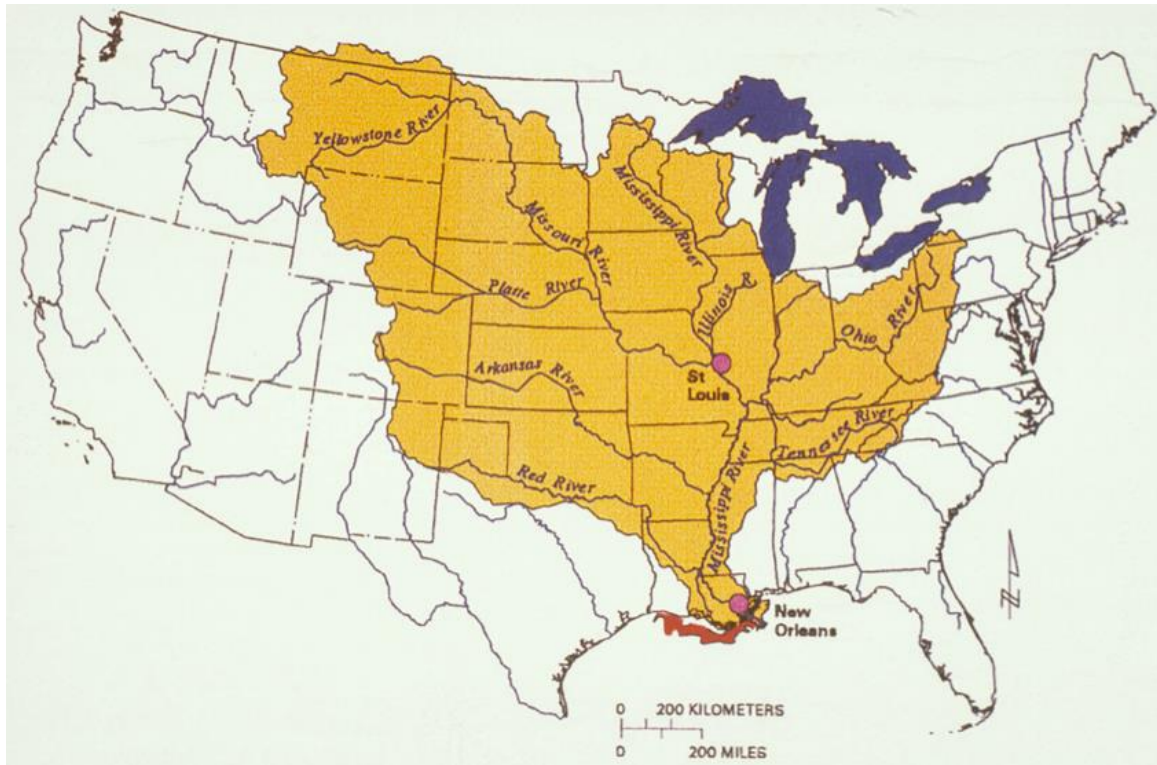 Yellowstone River
Missouri River
Mississippi River
Platte River
Illinois R
Ohio River
St
Louis
Arkansas River
Tennessee River
Red River
Mississippi River
New
Orleans
0 200 KILOMETERS
0 200 MILES